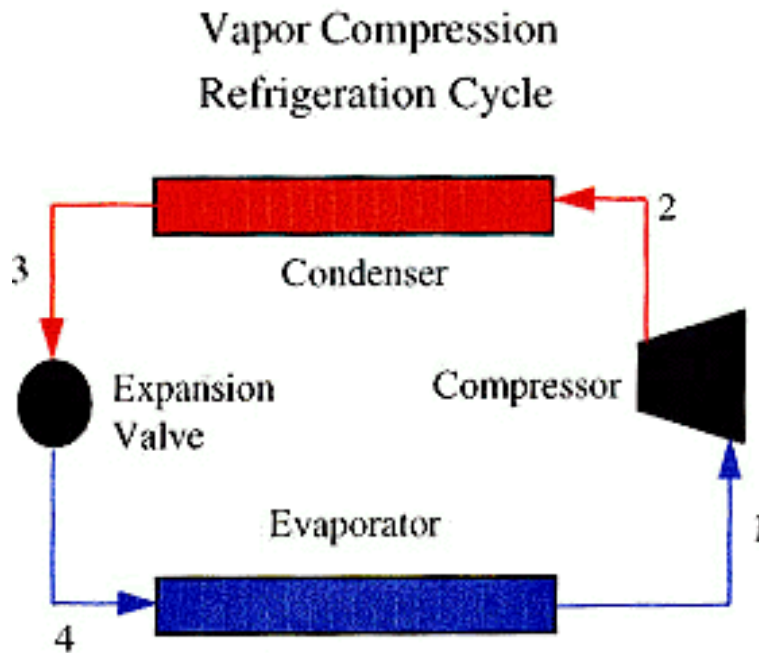 Vapor Compression
Refrigeration Cycle
2
Condenser
3
Expansion
Valve
Compressor
Evaporator
1
4